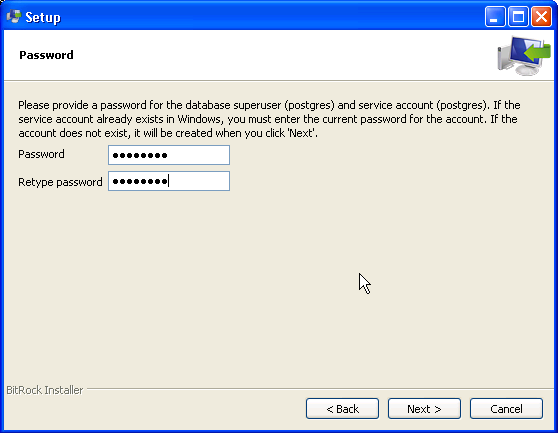 Setup
Password
Please provide a password for the database superuser (postgres) and service account (postgres). If the
service account already exists in Windows, you must enter the current password for the account. If the
account does not exist, it will be created when you click 'Next'.
Password ●●●●●●●●
Retype password ●●●●●●●●
BitRock Installer
< Back Next > Cancel